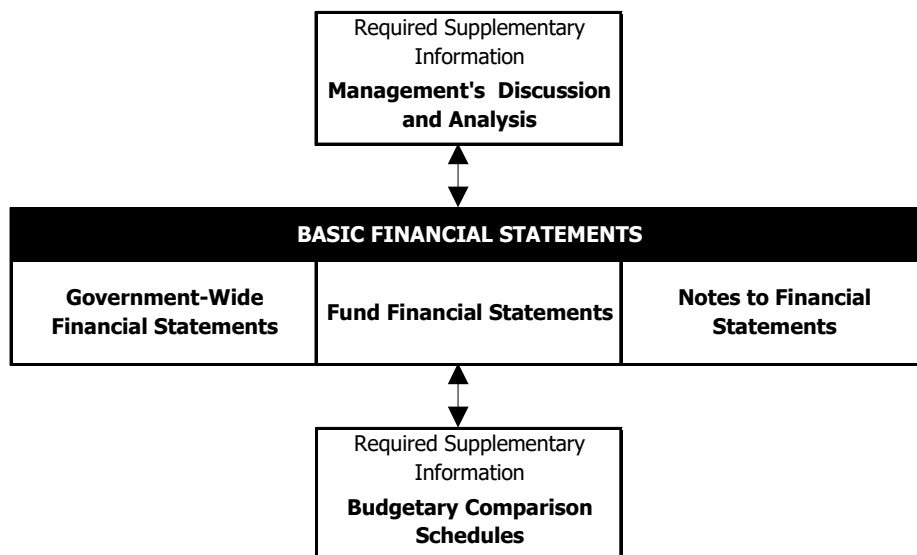 Required Supplementary
Information
Management's Discussion
and Analysis
BASIC FINANCIAL STATEMENTS
Government-Wide
Financial Statements
Fund Financial Statements
Notes to Financial
Statements
Required Supplementary
Information
Budgetary Comparison
Schedules